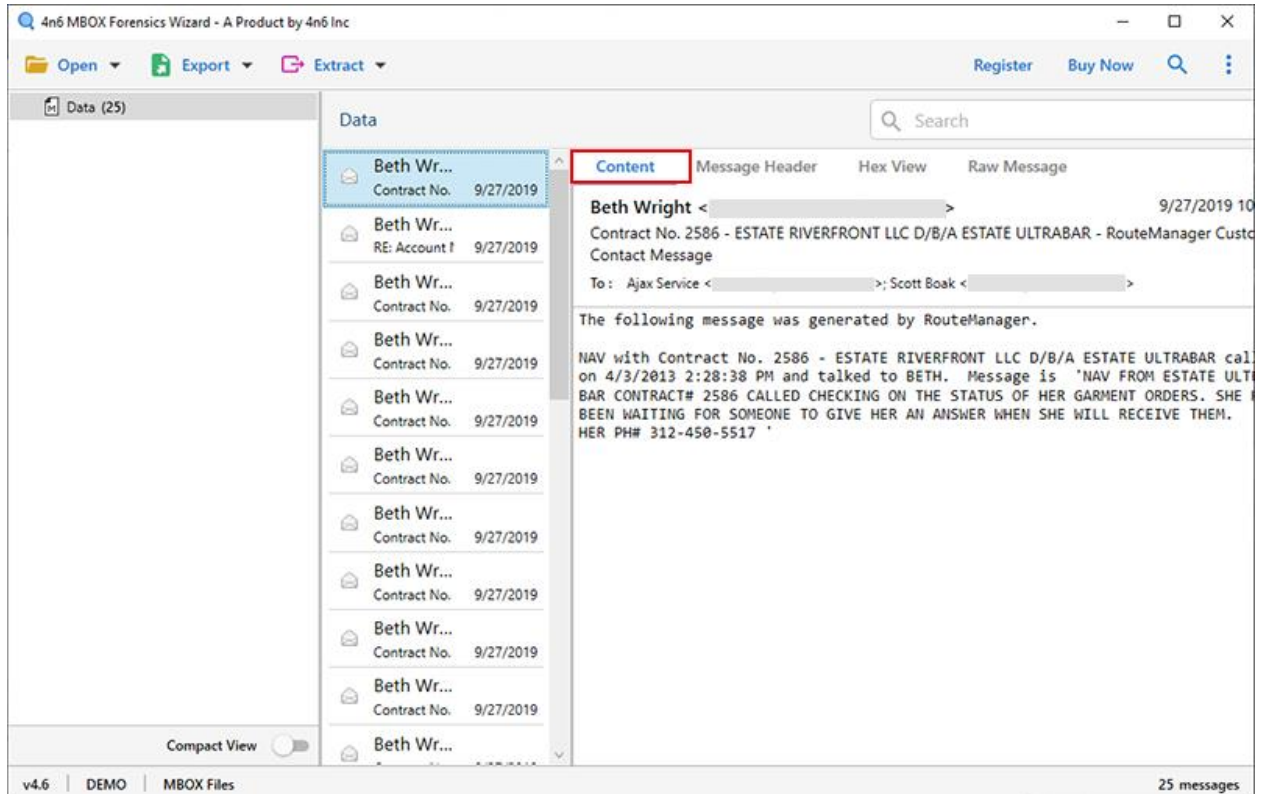 4n6 MBOX Forensics Wizard - A Product by 4n6 Inc
Open Export Extract Register Buy Now
Data (25)
Data
Search
Beth Wr...
Contract No. 9/27/2019
Beth Wr...
RE: Account 9/27/2019
Beth Wr...
Contract No. 9/27/2019
Beth Wr...
Contract No. 9/27/2019
Beth Wr...
Contract No. 9/27/2019
Beth Wr...
Contract No. 9/27/2019
Beth Wr...
Contract No. 9/27/2019
Beth Wr...
Contract No. 9/27/2019
Beth Wr...
Contract No. 9/27/2019
Beth Wr...
Contract No. 9/27/2019
Beth Wr...
Content Message Header Hex View Raw Message
Beth Wright < > 9/27/2019 10
Contract No. 2586 - ESTATE RIVERFRONT LLC D/B/A ESTATE ULTRABAR - RouteManager Custo
Contact Message
To : Ajax Service < >; Scott Boak < >
The following message was generated by RouteManager.
NAV with Contract No. 2586 - ESTATE RIVERFRONT LLC D/B/A ESTATE ULTRABAR cal
on 4/3/2013 2:28:38 PM and talked to BETH. Message is 'NAV FROM ESTATE ULT
BAR CONTRACT# 2586 CALLED CHECKING ON THE STATUS OF HER GARMENT ORDERS. SHE
BEEN WAITING FOR SOMEONE TO GIVE HER AN ANSWER WHEN SHE WILL RECEIVE THEM.
HER PH# 312-450-5517 '
Compact View
v4.6 DEMO MBOX Files 25 messages